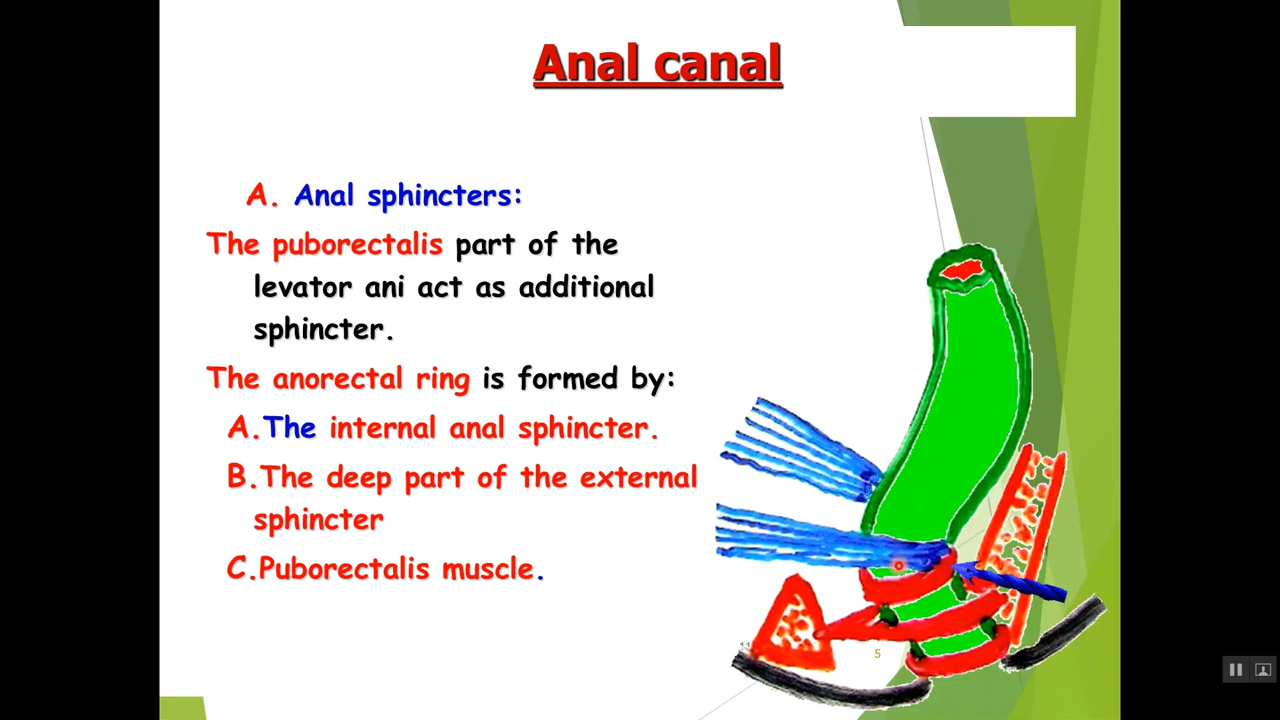 Anal canal
A. Anal sphincters:
The puborectalis part of the
levator ani act as additional
sphincter.
The anorectal ring is formed by:
A.The internal anal sphincter.
B.The deep part of the external
sphincter
C.Puborectalis muscle.
5